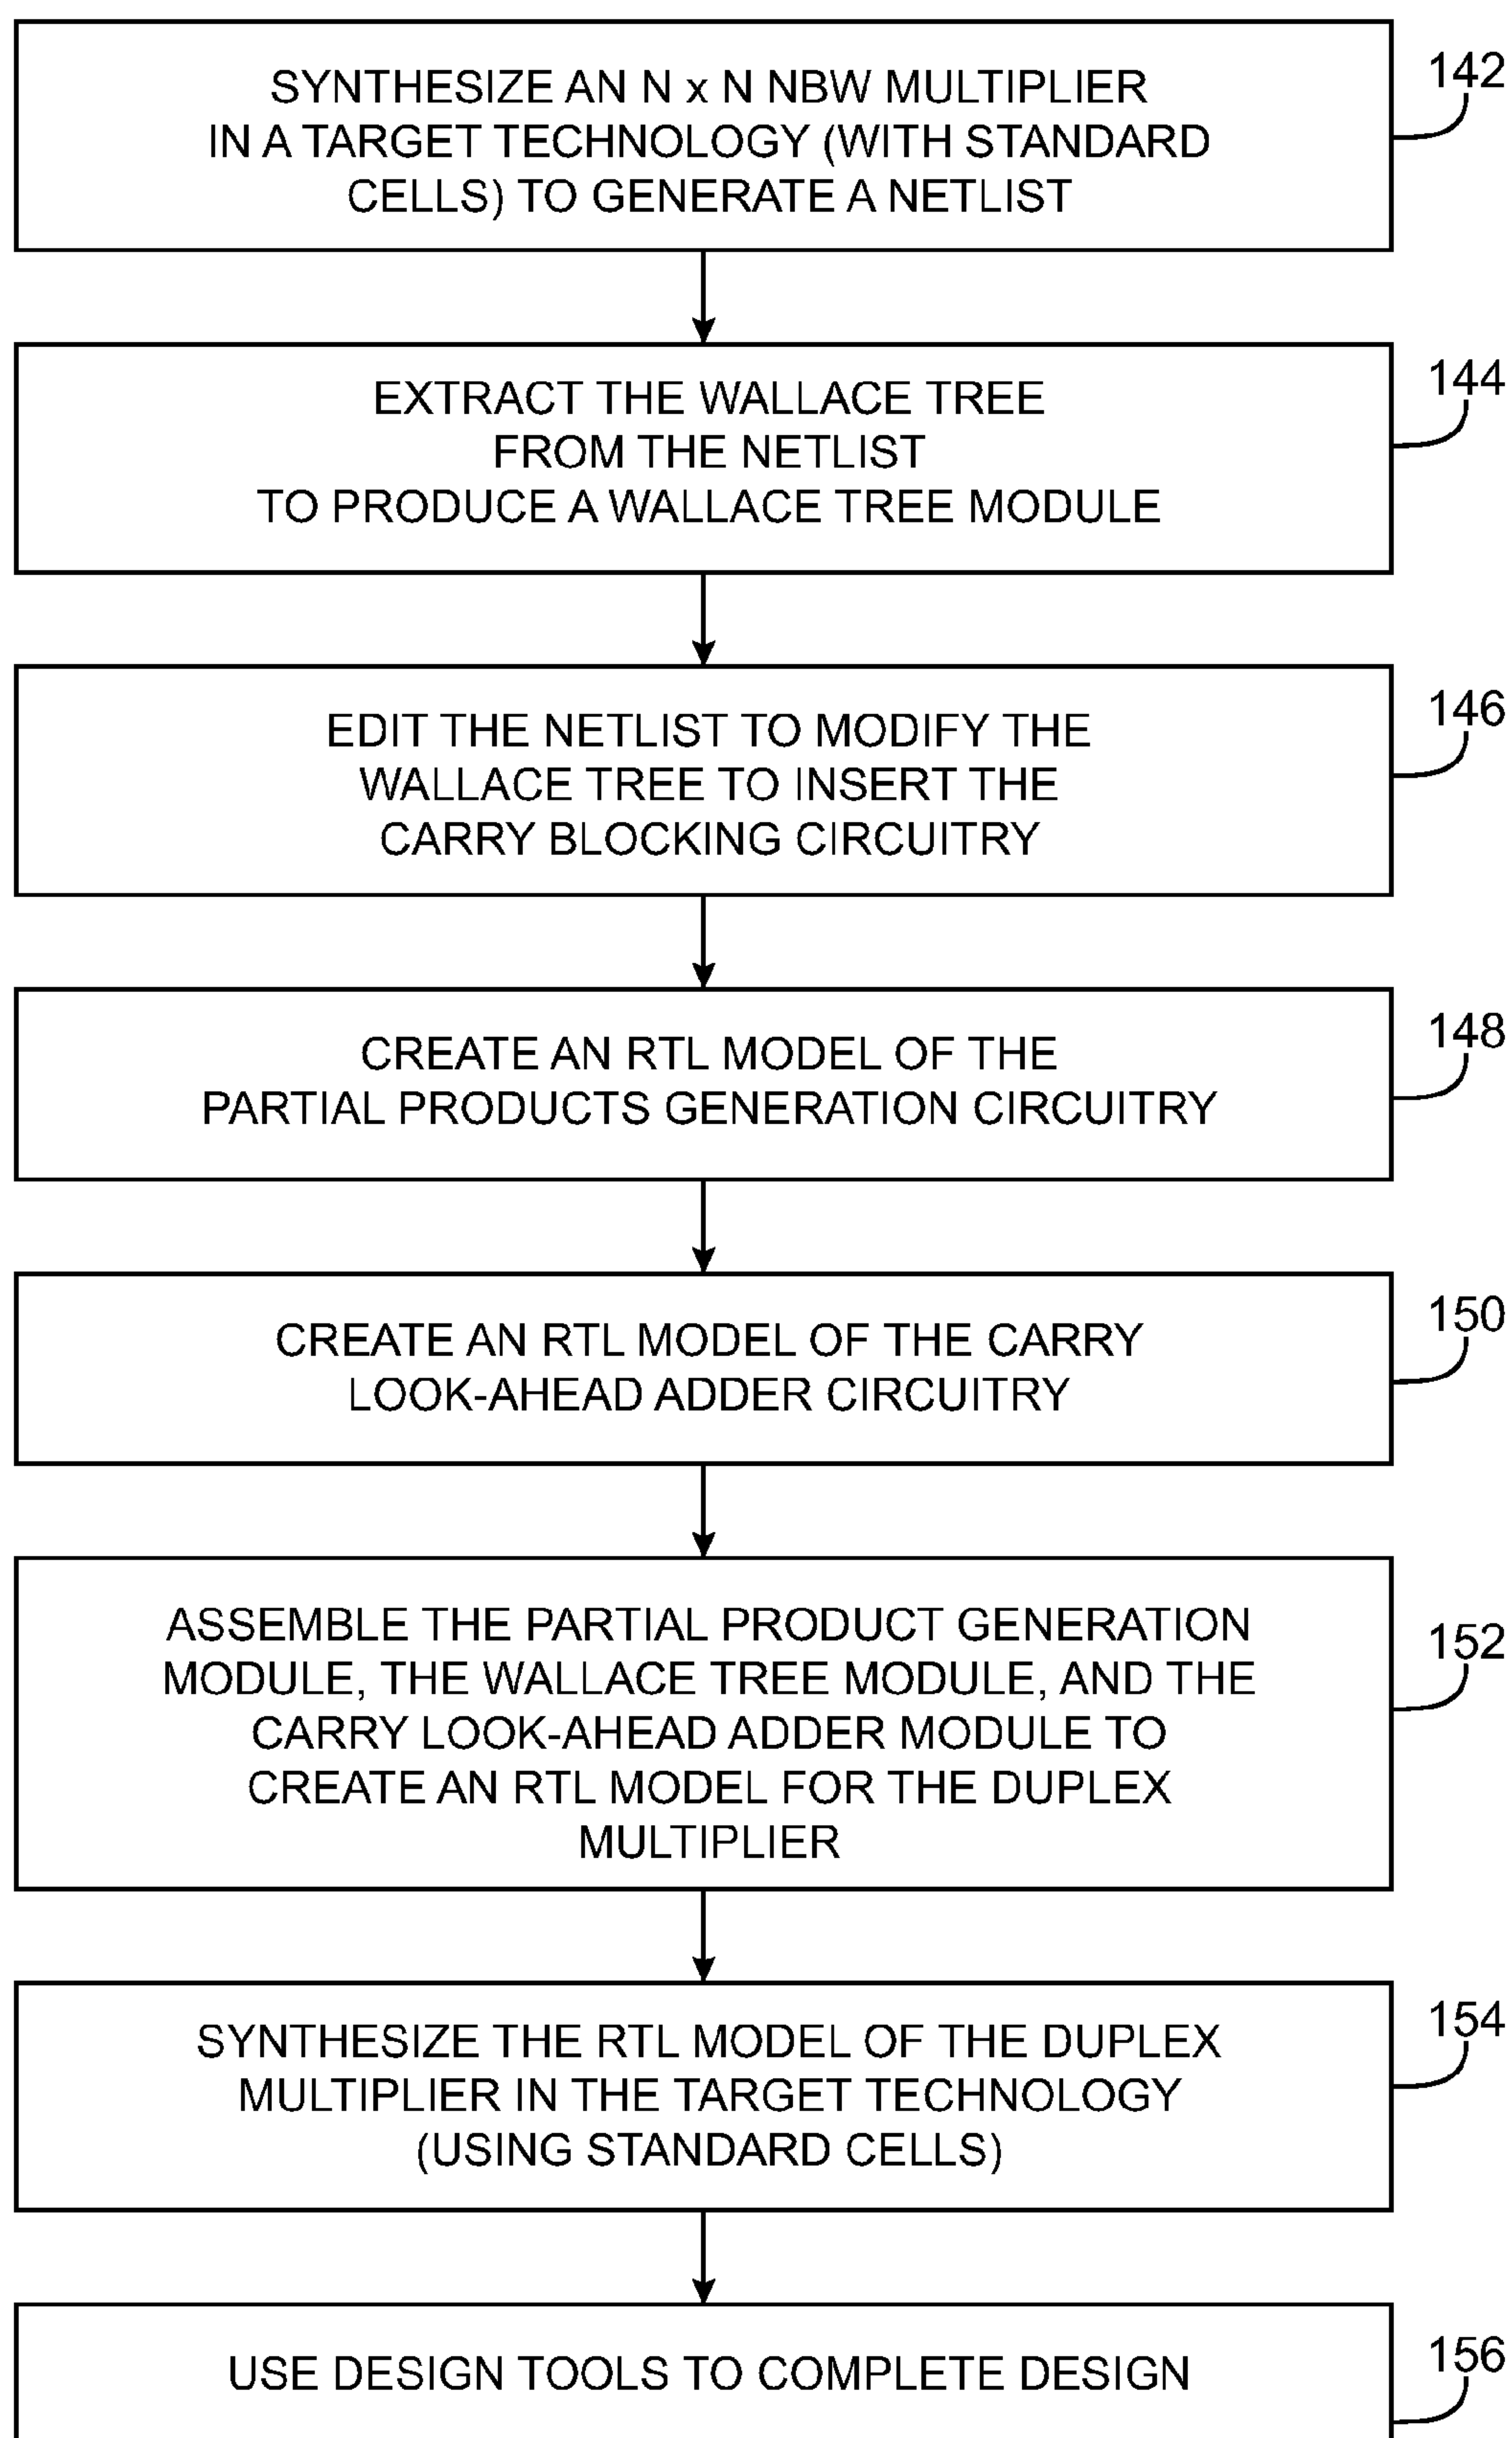 SYNTHESIZE AN N x N NBW MULTIPLIER
IN A TARGET TECHNOLOGY (WITH STANDARD
CELLS) TO GENERATE A NETLIST
142
EXTRACT THE WALLACE TREE
FROM THE NETLIST
TO PRODUCE A WALLACE TREE MODULE
144
EDIT THE NETLIST TO MODIFY THE
WALLACE TREE TO INSERT THE
CARRY BLOCKING CIRCUITRY
146
CREATE AN RTL MODEL OF THE
PARTIAL PRODUCTS GENERATION CIRCUITRY
148
CREATE AN RTL MODEL OF THE CARRY
LOOK-AHEAD ADDER CIRCUITRY
150
ASSEMBLE THE PARTIAL PRODUCT GENERATION
MODULE, THE WALLACE TREE MODULE, AND THE
CARRY LOOK-AHEAD ADDER MODULE TO
CREATE AN RTL MODEL FOR THE DUPLEX
MULTIPLIER
152
SYNTHESIZE THE RTL MODEL OF THE DUPLEX
MULTIPLIER IN THE TARGET TECHNOLOGY
(USING STANDARD CELLS)
154
USE DESIGN TOOLS TO COMPLETE DESIGN
156